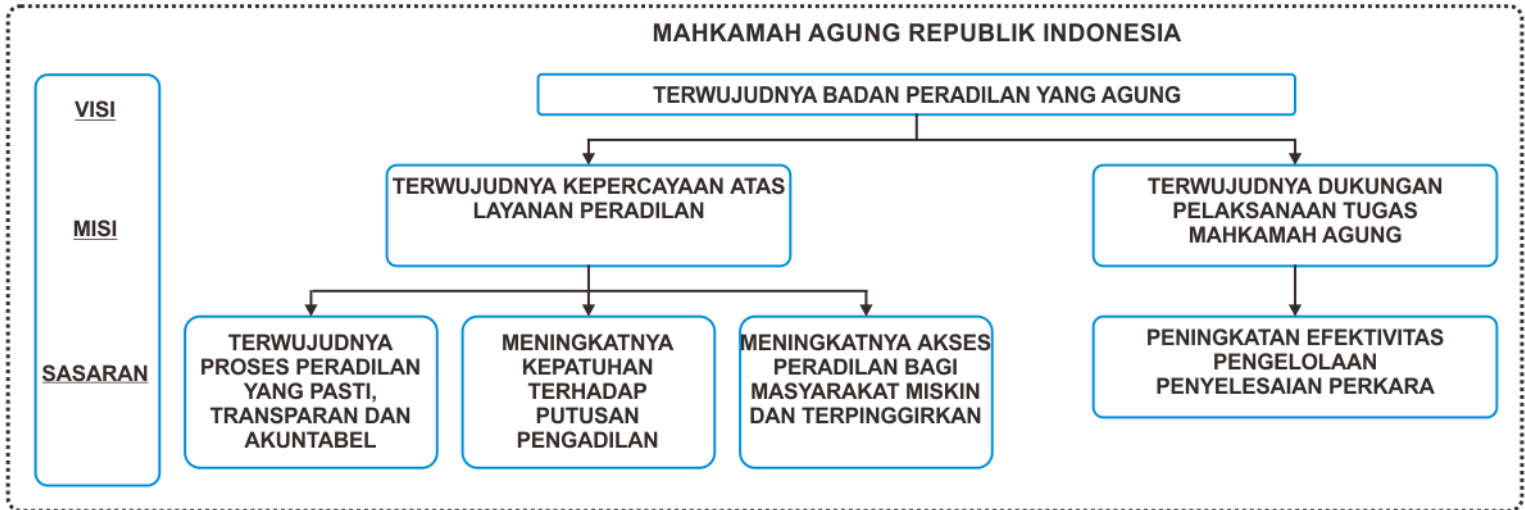 MAHKAMAH AGUNG REPUBLIK INDONESIA
VISI
TERWUJUDNYA BADAN PERADILAN YANG AGUNG
MISI
TERWUJUDNYA KEPERCAYAAN ATAS
LAYANAN PERADILAN
TERWUJUDNYA DUKUNGAN
PELAKSANAAN TUGAS
MAHKAMAH AGUNG
SASARAN
TERWUJUDNYA
PROSES PERADILAN
YANG PASTI,
TRANSPARAN DAN
AKUNTABEL
MENINGKATNYA
KEPATUHAN
TERHADAP
PUTUSAN
PENGADILAN
MENINGKATNYA AKSES
PERADILAN BAGI
MASYARAKAT MISKIN
DAN TERPINGGIRKAN
PENINGKATAN EFEKTIVITAS
PENGELOLAAN
PENYELESAIAN PERKARA